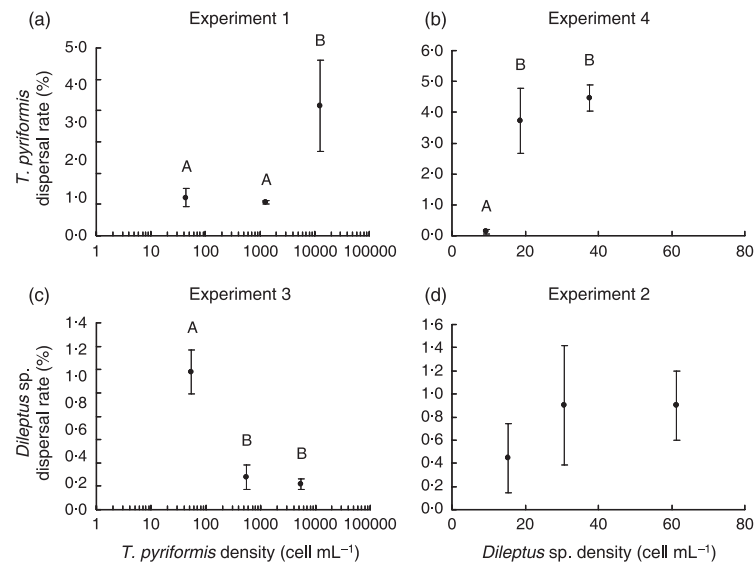 (a) Experiment 1
5·0
4·0
3·0
2·0
1·0
0·0
1 10 100 1000 10000 100000
A A B
T. pyriformis
dispersal rate (%)
(b) Experiment 4
6·0
5·0
4·0
3·0
2·0
1·0
0·0
0 20 40 60 80
A B B
(c) Experiment 3
1·4
1·2
1·0
0·8
0·6
0·4
0·2
0·0
1 10 100 1000 10000 100000
A B B
Dileptus sp.
dispersal rate (%)
T. pyriformis density (cell mL⁻¹)
(d) Experiment 2
1·6
1·4
1·2
1·0
0·8
0·6
0·4
0·2
0·0
0 20 40 60 80
Dileptus sp. density (cell mL⁻¹)